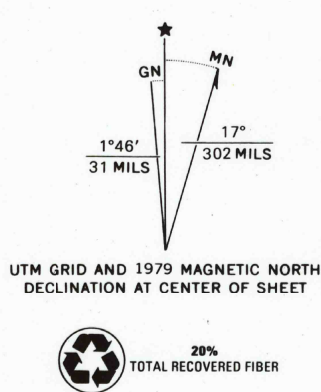 GN
MN
1°46′
31 MILS
17°
302 MILS
UTM GRID AND 1979 MAGNETIC NORTH
DECLINATION AT CENTER OF SHEET
20%
TOTAL RECOVERED FIBER